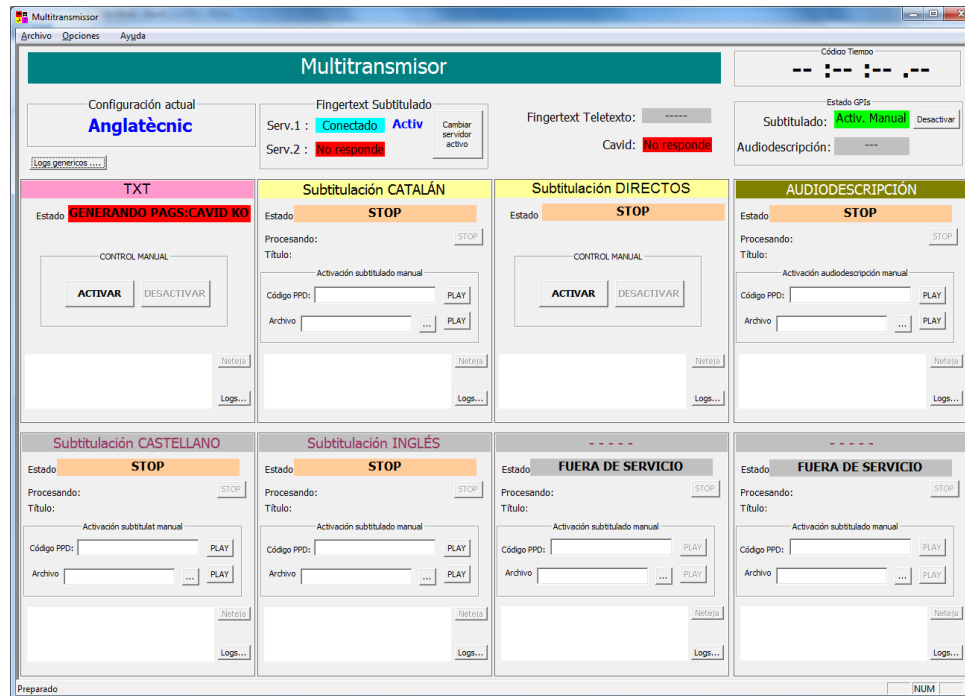 Multitransmissor
Archivo Opciones Ayuda
Multitransmisor
Código Tiempo
-- :-- :-- .--
Configuración actual
Anglatècnic
Logs genericos ....
Fingertext Subtitulado
Serv.1 : Conectado Activ
Serv.2 : No responde
Cambiar
servidor
activo
Fingertext Teletexto: -----
Cavid: No responde
Estado GPIs
Subtitulado: Activ. Manual Desactivar
Audiodescripción: ---
TXT
Estado GENERANDO PAGS:CAVID KO
CONTROL MANUAL
ACTIVAR DESACTIVAR
Neteja
Logs...
Subtitulación CATALÁN
Estado STOP
Procesando: STOP
Título:
Activación subtitulado manual
Código PPD: PLAY
Archivo ... PLAY
Neteja
Logs...
Subtitulación DIRECTOS
Estado STOP
CONTROL MANUAL
ACTIVAR DESACTIVAR
Neteja
Logs...
AUDIODESCRIPCIÓN
Estado STOP
Procesando: STOP
Título:
Activación audiodescripción manual
Código PPD: PLAY
Archivo ... PLAY
Neteja
Logs...
Subtitulación CASTELLANO
Estado STOP
Procesando: STOP
Título:
Activación subtitulat manual
Código PPD: PLAY
Archivo ... PLAY
Neteja
Logs...
Subtitulación INGLÉS
Estado STOP
Procesando: STOP
Título:
Activación subtitulado manual
Código PPD: PLAY
Archivo ... PLAY
Neteja
Logs...
- - - - -
Estado FUERA DE SERVICIO
Procesando: STOP
Título:
Activación subtitulado manual
Código PPD: PLAY
Archivo ... PLAY
Neteja
Logs...
- - - - -
Estado FUERA DE SERVICIO
Procesando: STOP
Título:
Activación subtitulado manual
Código PPD: PLAY
Archivo ... PLAY
Neteja
Logs...
Preparado NUM